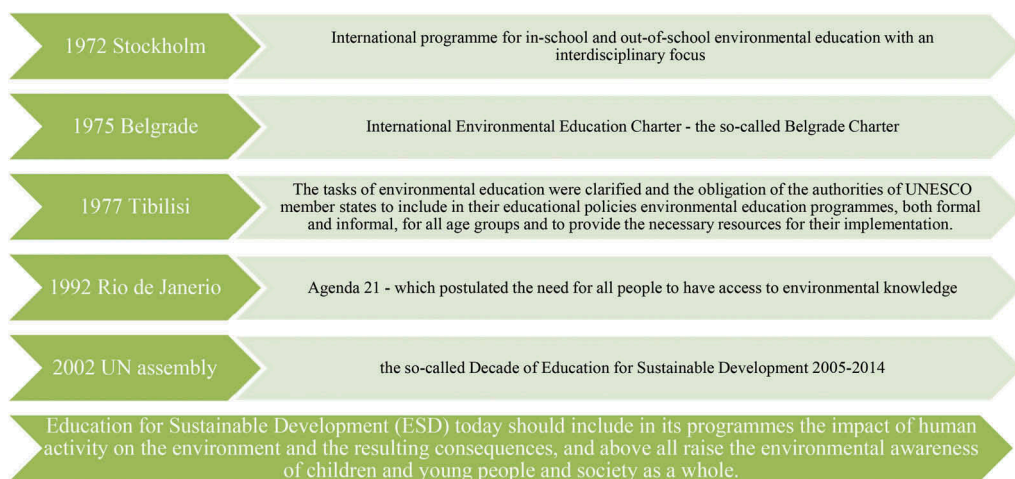 1972 Stockholm
International programme for in-school and out-of-school environmental education with an
interdisciplinary focus
1975 Belgrade
International Environmental Education Charter - the so-called Belgrade Charter
1977 Tibilisi
The tasks of environmental education were clarified and the obligation of the authorities of UNESCO
member states to include in their educational policies environmental education programmes, both formal
and informal, for all age groups and to provide the necessary resources for their implementation.
1992 Rio de Janerio
Agenda 21 - which postulated the need for all people to have access to environmental knowledge
2002 UN assembly
the so-called Decade of Education for Sustainable Development 2005-2014
Education for Sustainable Development (ESD) today should include in its programmes the impact of human
activity on the environment and the resulting consequences, and above all raise the environmental awareness
of children and young people and society as a whole.